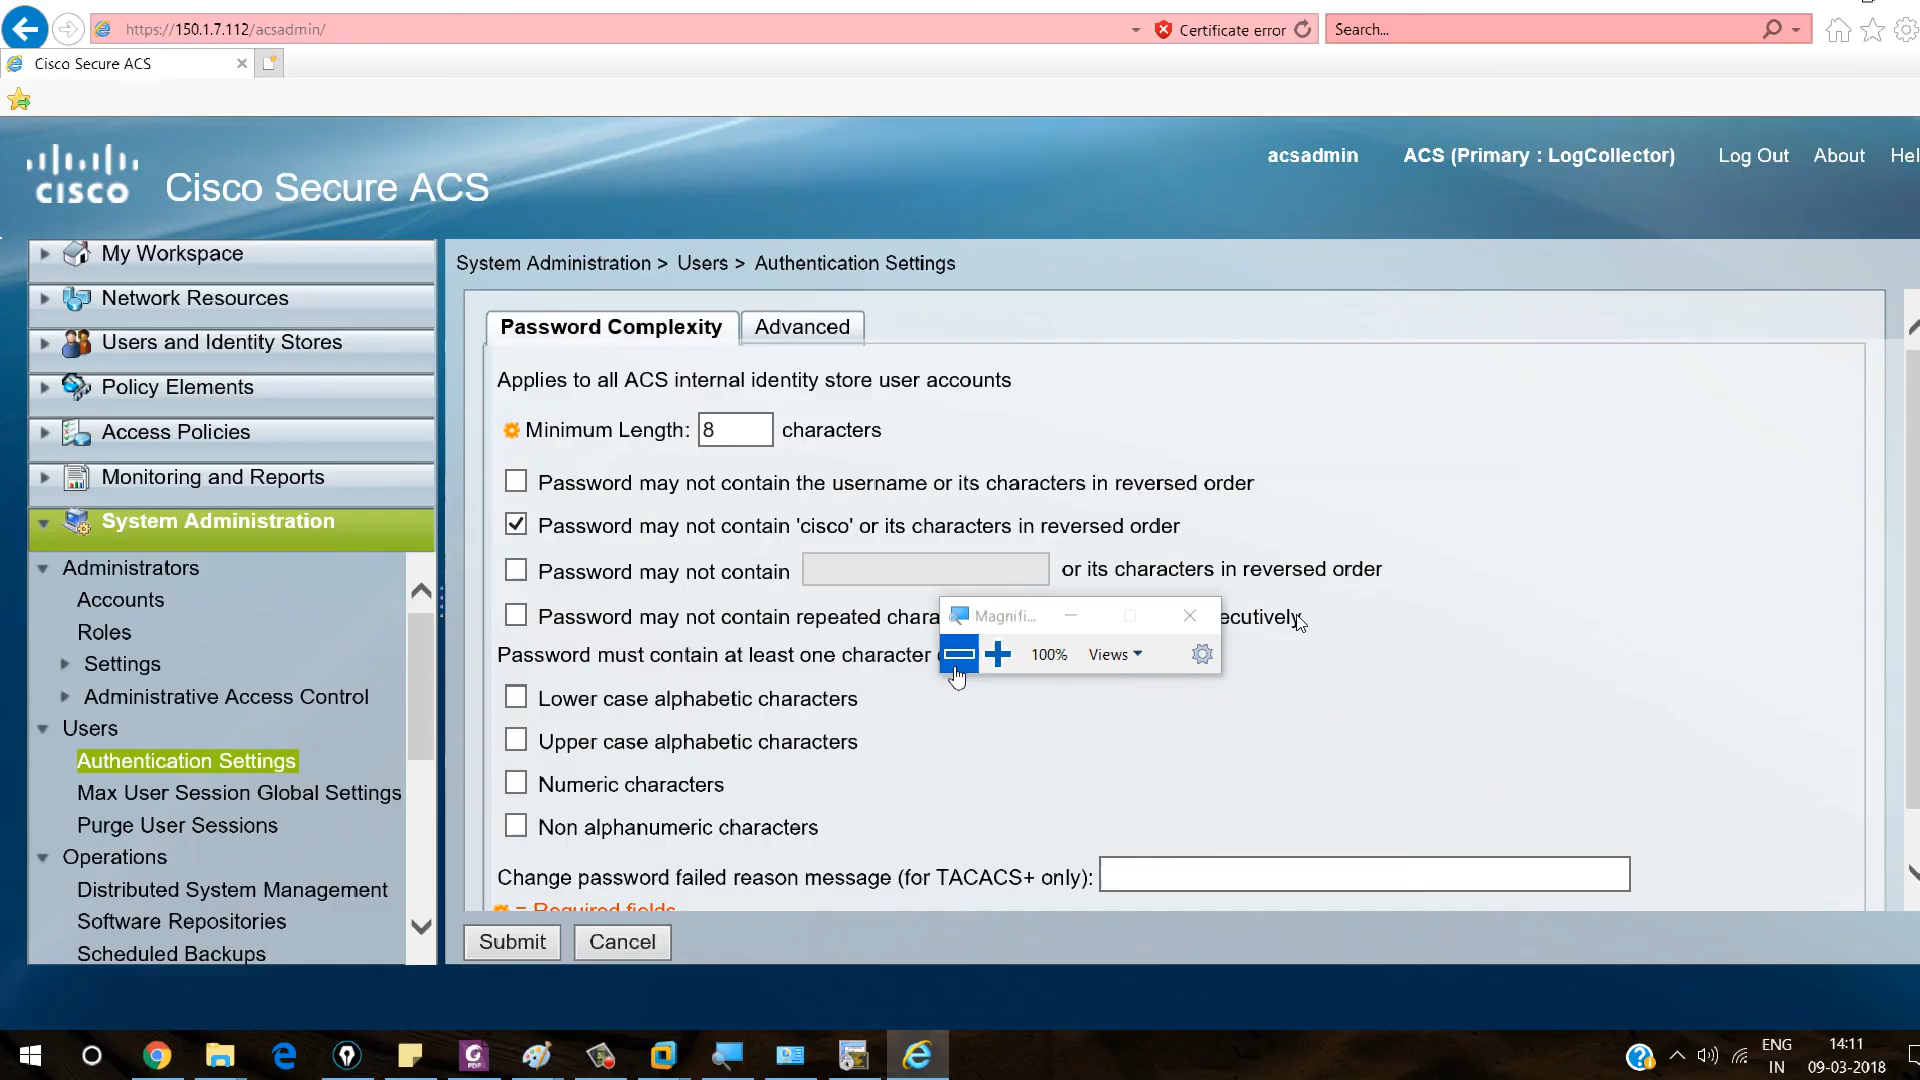 https://150.1.7.112/acsadmin/
Certificate error
Search...
Cisco Secure ACS
CISCO
Cisco Secure ACS
acsadmin
ACS (Primary : LogCollector)
Log Out
About
Hel
My Workspace
Network Resources
Users and Identity Stores
Policy Elements
Access Policies
Monitoring and Reports
System Administration
Administrators
Accounts
Roles
Settings
Administrative Access Control
Users
Authentication Settings
Max User Session Global Settings
Purge User Sessions
Operations
Distributed System Management
Software Repositories
Scheduled Backups
System Administration > Users > Authentication Settings
Password Complexity
Advanced
Applies to all ACS internal identity store user accounts
Minimum Length: 8 characters
Password may not contain the username or its characters in reversed order
Password may not contain 'cisco' or its characters in reversed order
Password may not contain or its characters in reversed order
Password may not contain repeated chara ecutively
Magnifi...
Password must contain at least one character
100%
Views
Lower case alphabetic characters
Upper case alphabetic characters
Numeric characters
Non alphanumeric characters
Change password failed reason message (for TACACS+ only):
= Required fields
Submit
Cancel
ENG
IN
14:11
09-03-2018